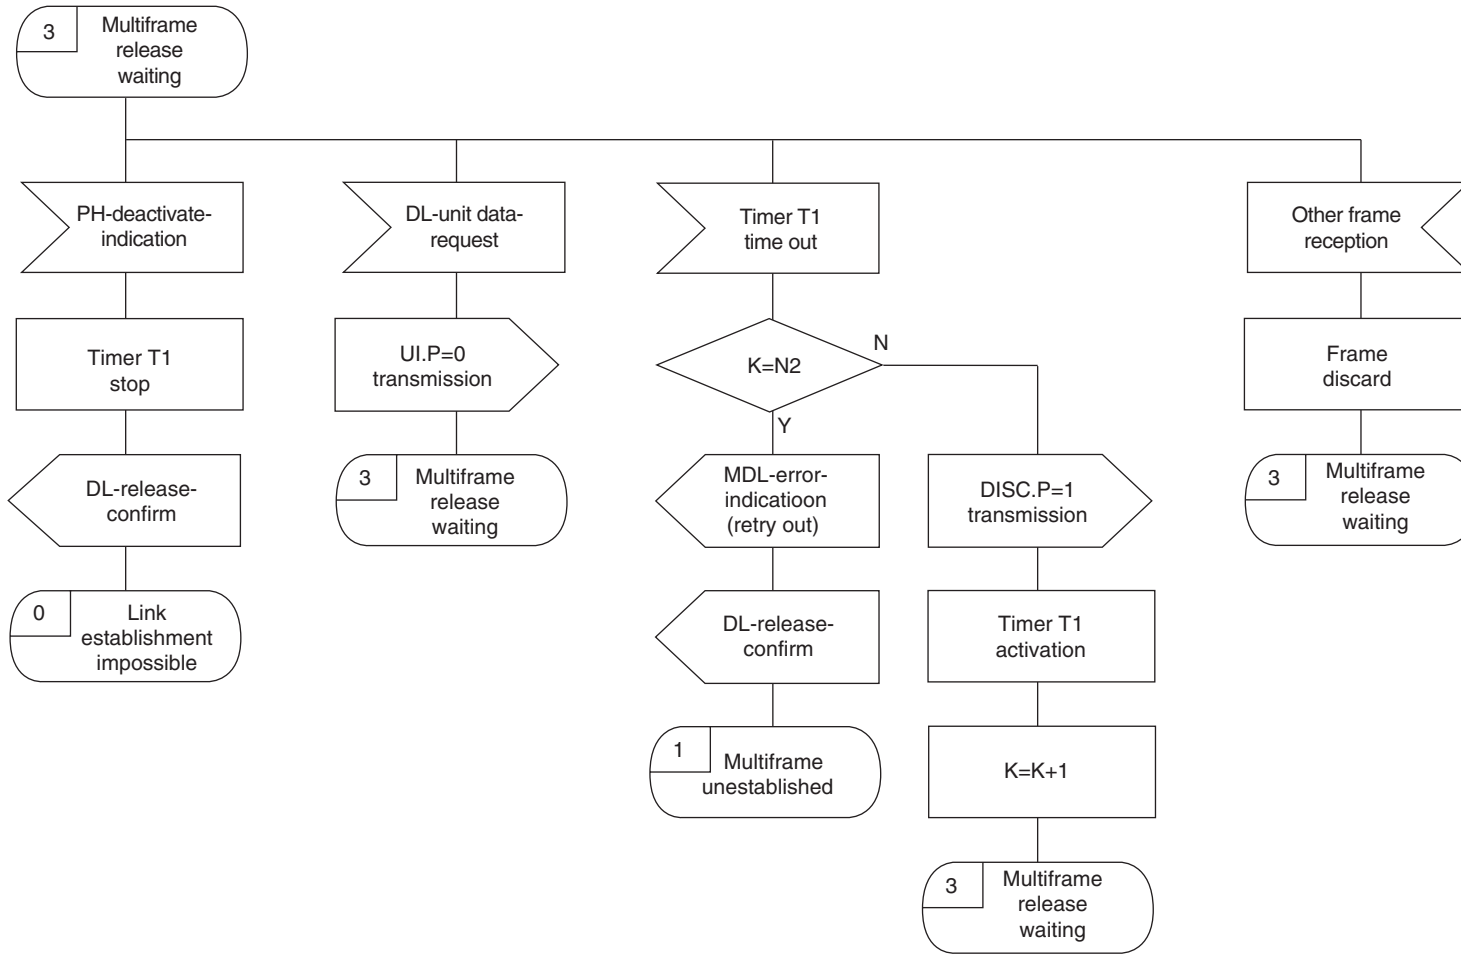 3
Multiframe
release
waiting
PH-deactivate-
indication
Timer T1
stop
DL-release-
confirm
0
Link
establishment
impossible
DL-unit data-
request
UI.P=0
transmission
3
Multiframe
release
waiting
Timer T1
time out
K=N2
N
Y
MDL-error-
indicatioon
(retry out)
DL-release-
confirm
1
Multiframe
unestablished
DISC.P=1
transmission
Timer T1
activation
K=K+1
3
Multiframe
release
waiting
Other frame
reception
Frame
discard
3
Multiframe
release
waiting